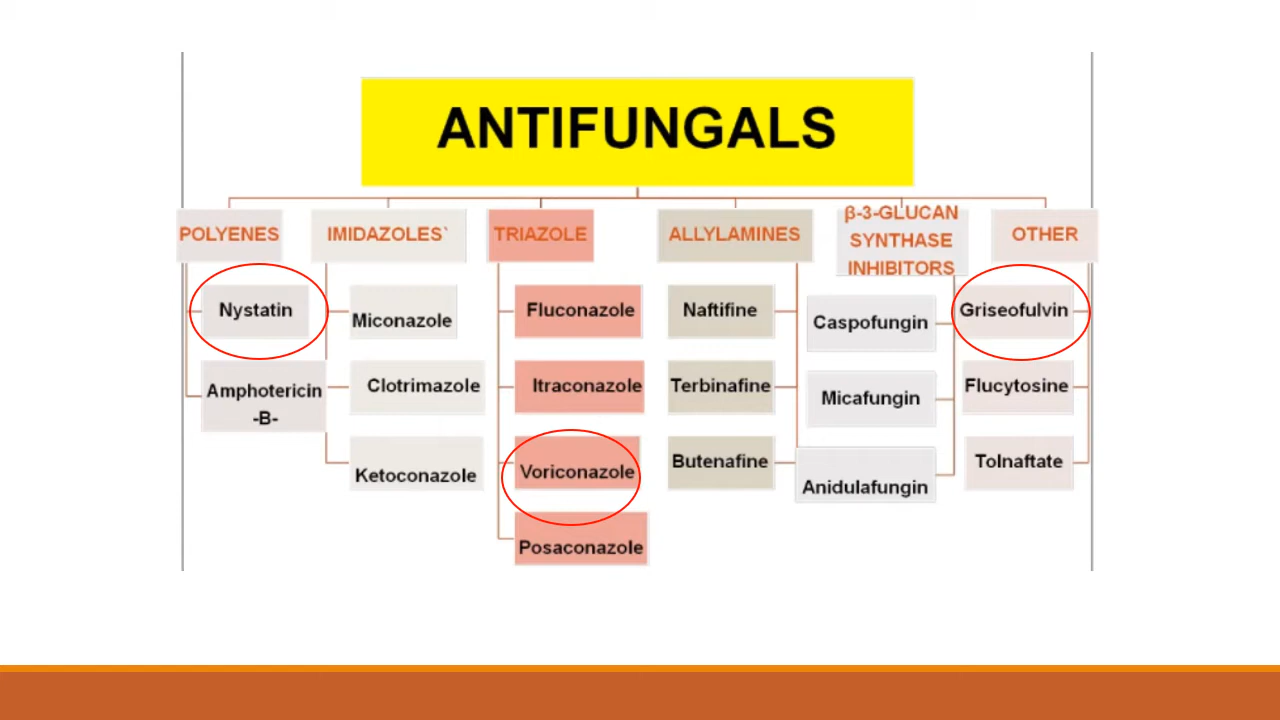 ANTIFUNGALS
POLYENES
Nystatin
Amphotericin
-B-
IMIDAZOLES`
Miconazole
Clotrimazole
Ketoconazole
TRIAZOLE
Fluconazole
Itraconazole
Voriconazole
Posaconazole
ALLYLAMINES
Naftifine
Terbinafine
Butenafine
β-3-GLUCAN
SYNTHASE
INHIBITORS
Caspofungin
Micafungin
Anidulafungin
OTHER
Griseofulvin
Flucytosine
Tolnaftate